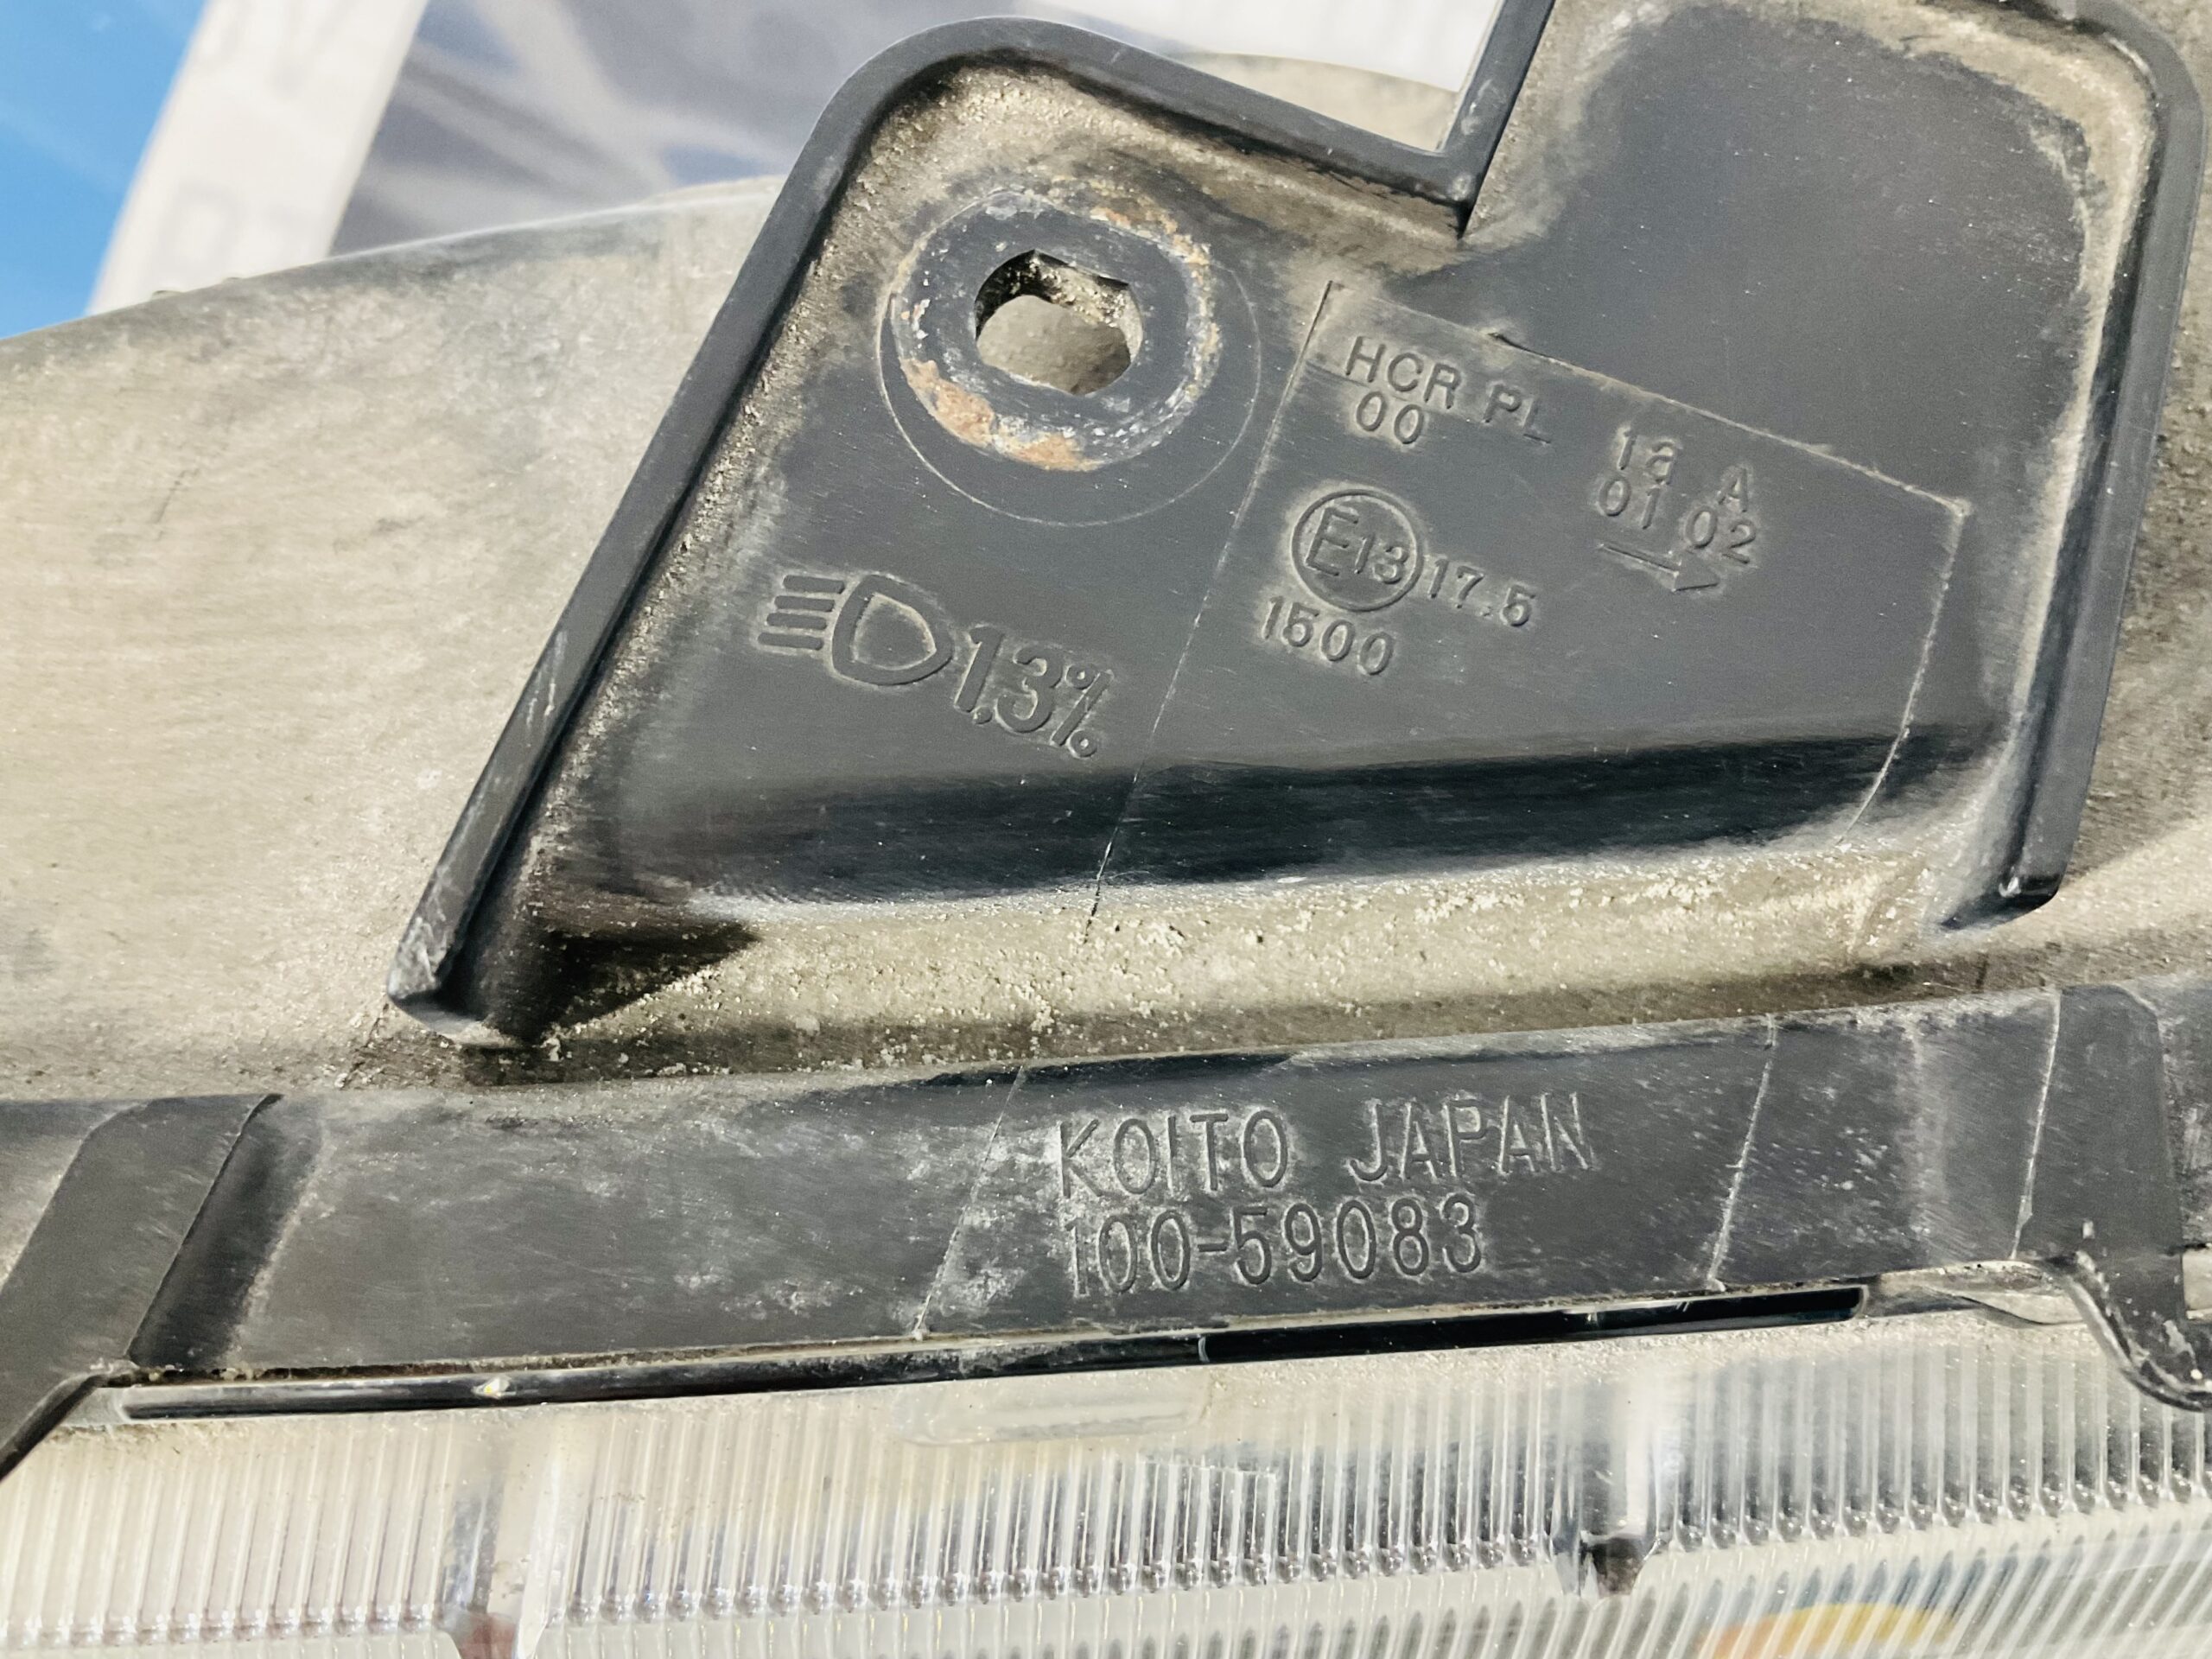 HCR PL 1a A
00 01 02
E13 17.5
1500
1.3%
KOITO JAPAN
100-59083